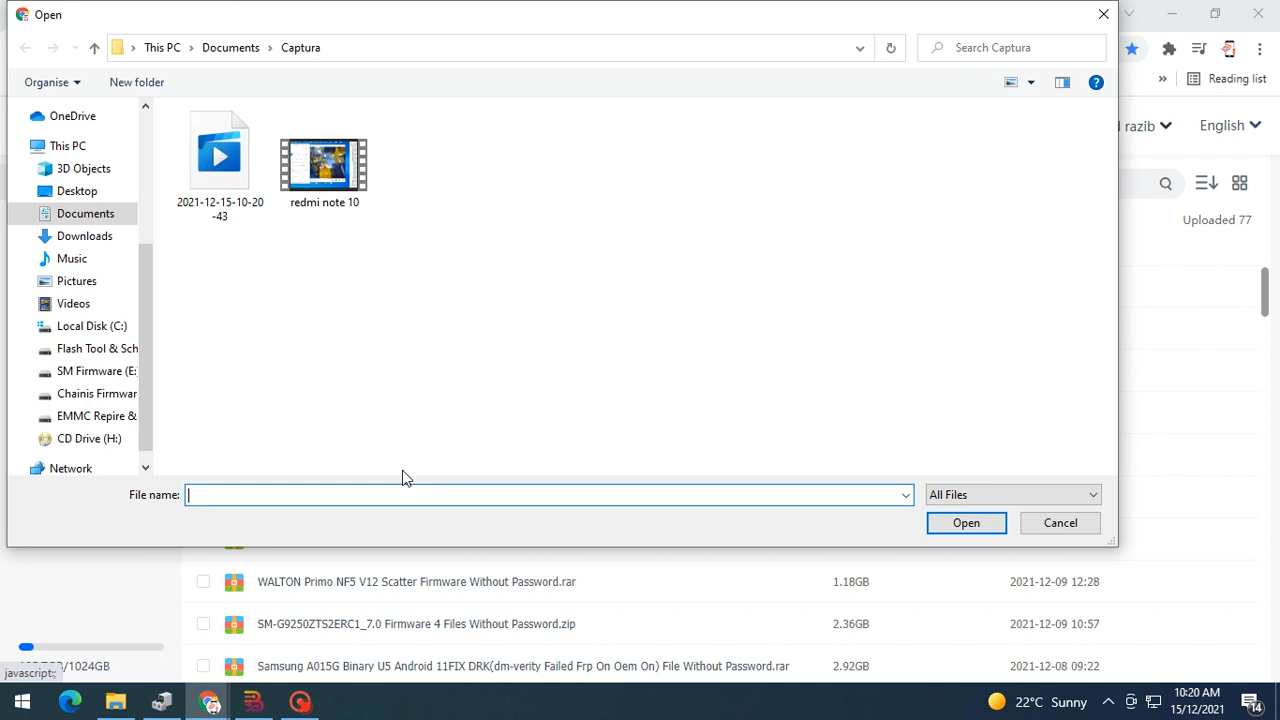 Open
This PC
Documents
Captura
Search Captura
Organise
New folder
Reading list
OneDrive
This PC
3D Objects
Desktop
Documents
Downloads
Music
Pictures
Videos
Local Disk (C:)
Flash Tool & Sch
SM Firmware (E:
Chainis Firmwar
EMMC Repire &
CD Drive (H:)
Network
2021-12-15-10-20
-43
redmi note 10
razib
English
Uploaded 77
File name:
All Files
Open
Cancel
WALTON Primo NF5 V12 Scatter Firmware Without Password.rar 1.18GB 2021-12-09 12:28
SM-G9250ZTS2ERC1_7.0 Firmware 4 Files Without Password.zip 2.36GB 2021-12-09 10:57
Samsung A015G Binary U5 Android 11FIX DRK(dm-verity Failed Frp On Oem On) File Without Password.rar 2.92GB 2021-12-08 09:22
/1024GB
javascript:;
22°C Sunny
10:20 AM
15/12/2021
14